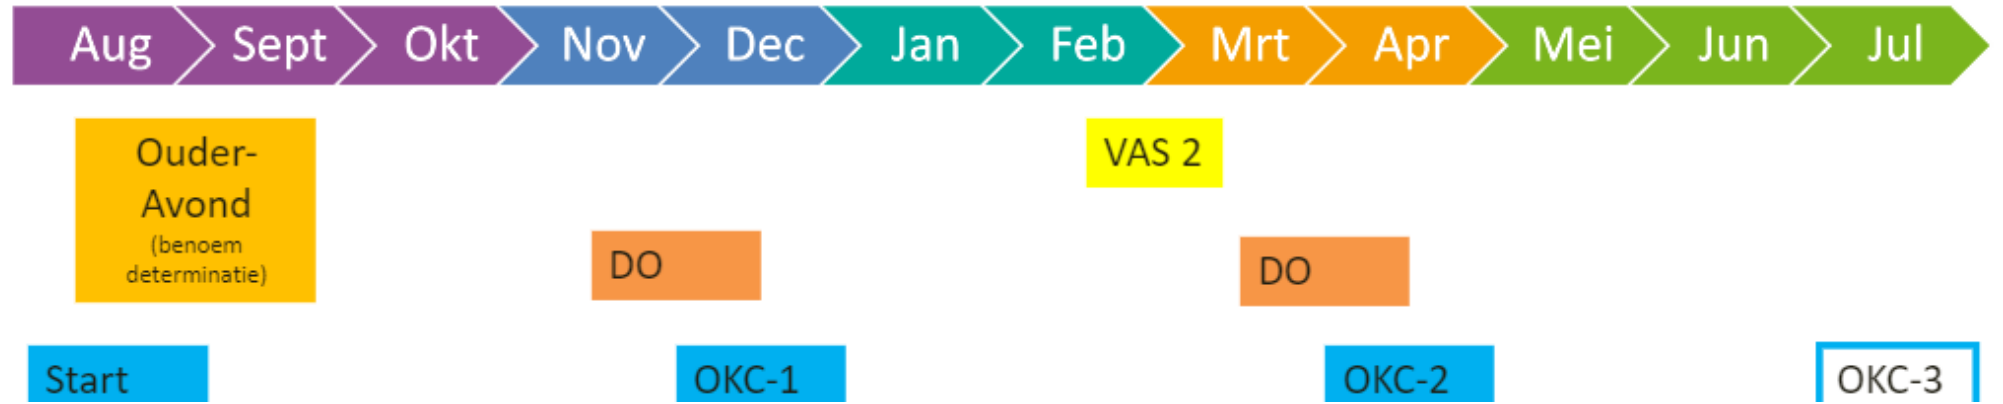 Aug Sept Okt Nov Dec Jan Feb Mrt Apr Mei Jun Jul
Ouder-
Avond
(benoem
determinatie)
VAS 2
DO
DO
Start
OKC-1
OKC-2
OKC-3